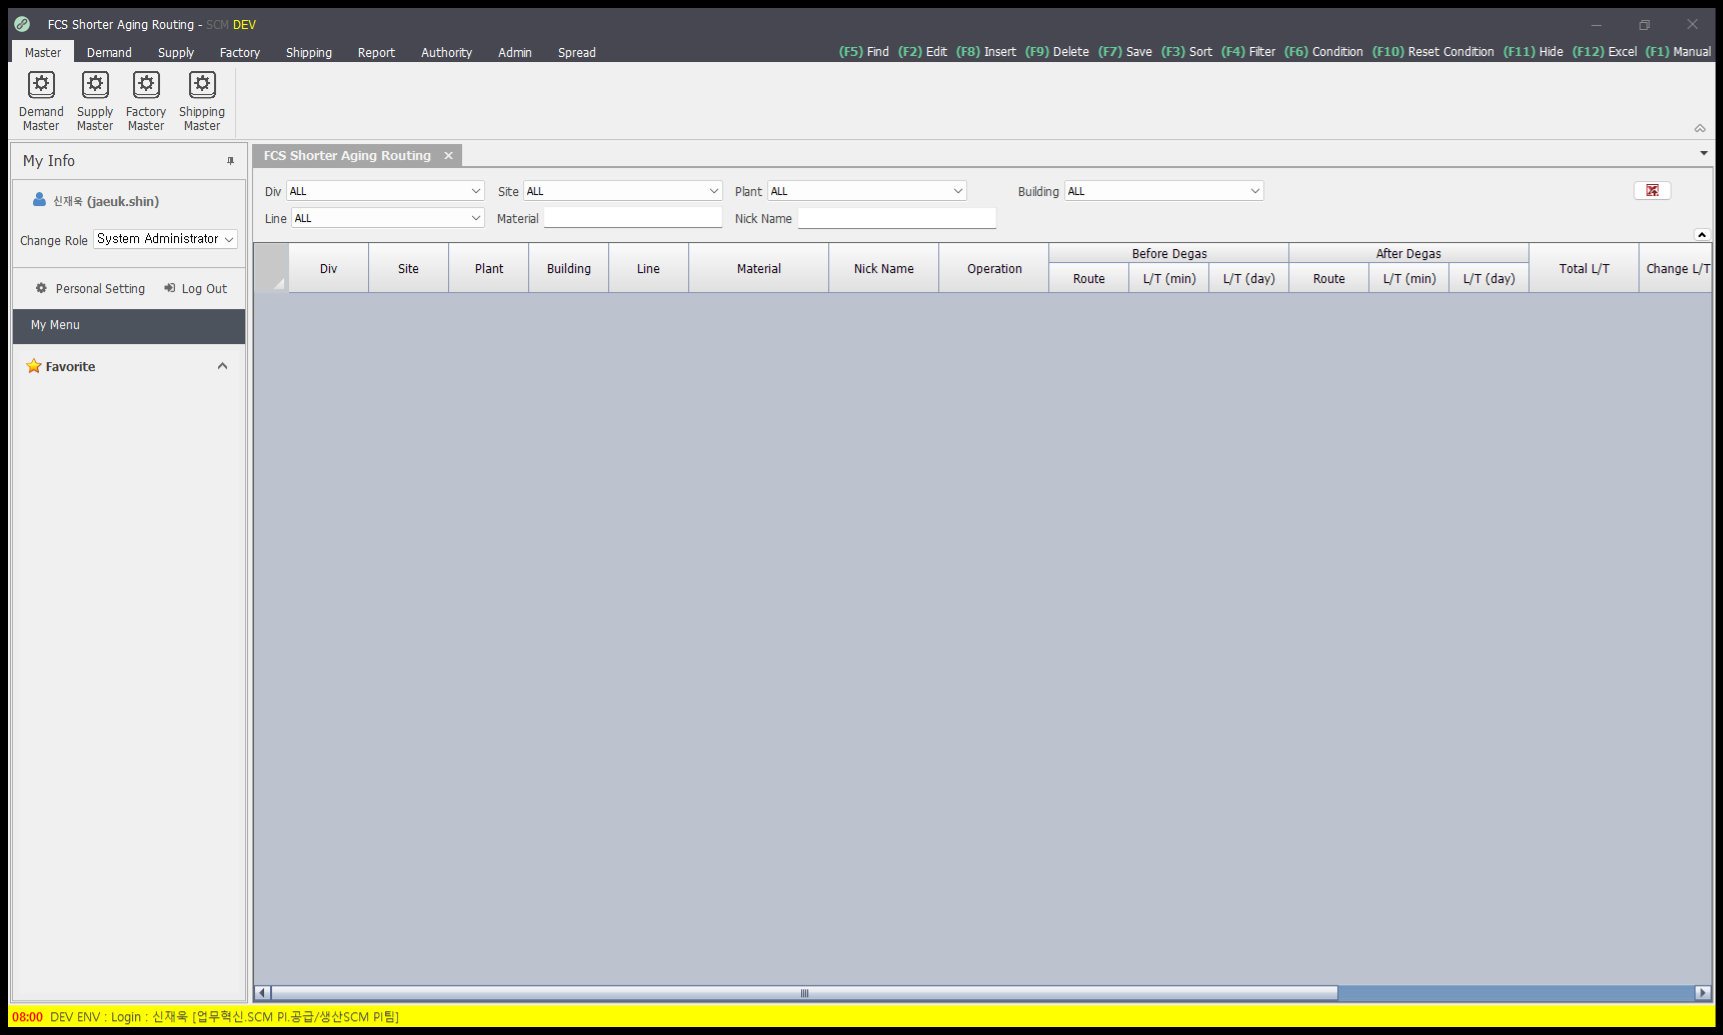 FCS Shorter Aging Routing - SCM DEV
Master Demand Supply Factory Shipping Report Authority Admin Spread (F5) Find (F2) Edit (F8) Insert (F9) Delete (F7) Save (F3) Sort (F4) Filter (F6) Condition (F10) Reset Condition (F11) Hide (F12) Excel (F1) Manual
Demand Master Supply Master Factory Master Shipping Master
My Info
신재욱 (jaeuk.shin)
Change Role System Administrator
Personal Setting Log Out
My Menu
Favorite
FCS Shorter Aging Routing
Div ALL Site ALL Plant ALL Building ALL
Line ALL Material Nick Name
Div Site Plant Building Line Material Nick Name Operation Before Degas After Degas Total L/T Change L/T
Route L/T (min) L/T (day) Route L/T (min) L/T (day)
08:00 DEV ENV : Login : 신재욱 [업무혁신.SCM PI.공급/생산SCM PI팀]